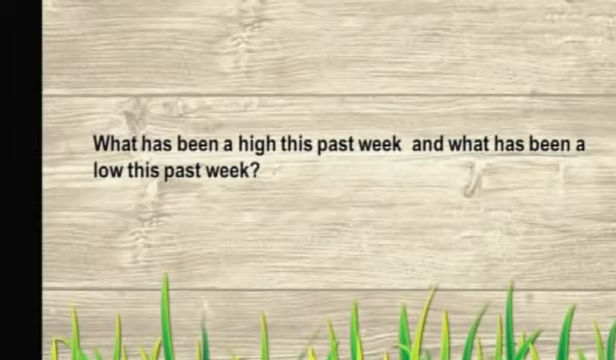 What has been a high this past week and what has been a
low this past week?